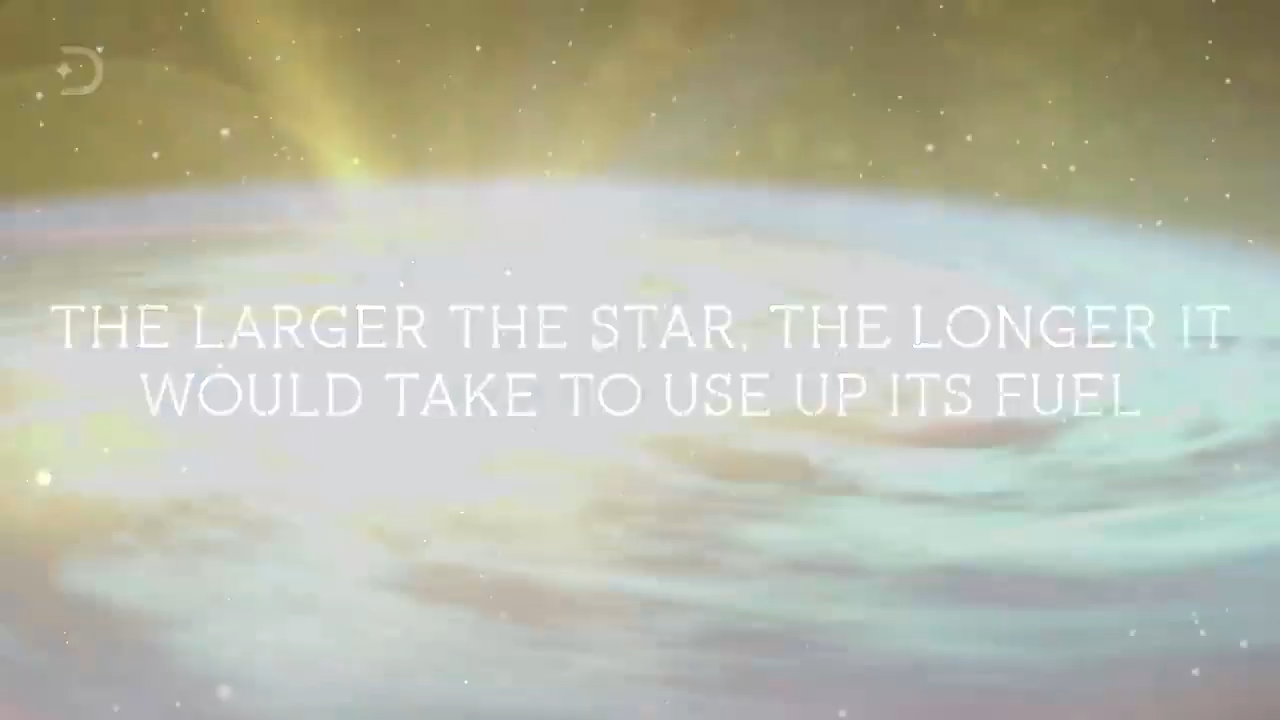 THE LARGER THE STAR, THE LONGER IT
WOULD TAKE TO USE UP ITS FUEL